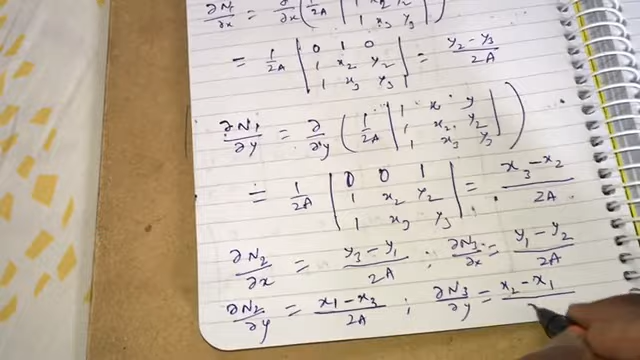 ∂N₁/∂x = ∂/∂x ( 1/2A | 1 x₃ y₃ | )
= 1/2A | 0 1 0 ; 1 x₂ y₂ ; 1 x₃ y₃ | = y₂ - y₃ / 2A
∂N₁/∂y = ∂/∂y ( 1/2A | 1 x y ; 1 x₂ y₂ ; 1 x₃ y₃ | )
= 1/2A | 0 0 1 ; 1 x₂ y₂ ; 1 x₃ y₃ | = x₃ - x₂ / 2A
∂N₂/∂x = y₃ - y₁ / 2A ; ∂N₃/∂x = y₁ - y₂ / 2A
∂N₂/∂y = x₁ - x₃ / 2A ; ∂N₃/∂y = x₂ - x₁